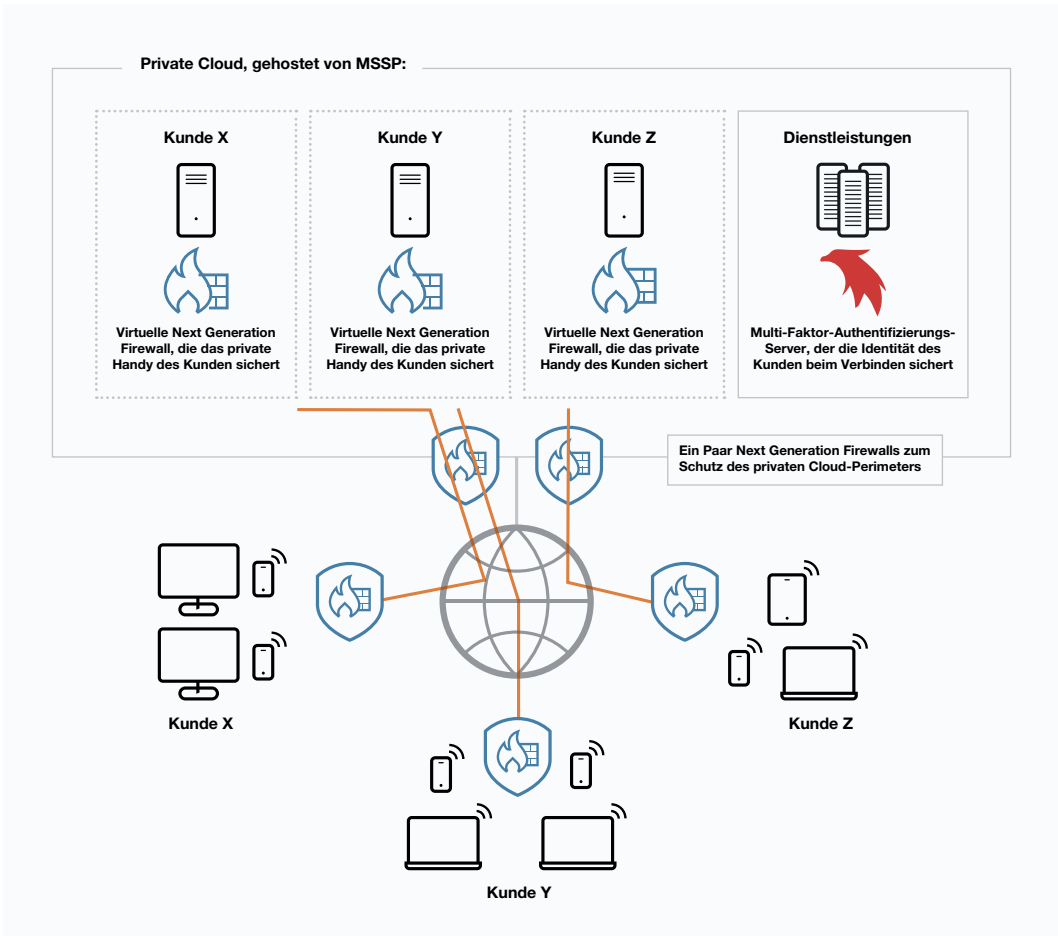 Private Cloud, gehostet von MSSP:
Kunde X
Virtuelle Next Generation
Firewall, die das private
Handy des Kunden sichert
Kunde Y
Virtuelle Next Generation
Firewall, die das private
Handy des Kunden sichert
Kunde Z
Virtuelle Next Generation
Firewall, die das private
Handy des Kunden sichert
Dienstleistungen
Multi-Faktor-Authentifizierungs-
Server, der die Identität des
Kunden beim Verbinden sichert
Ein Paar Next Generation Firewalls zum
Schutz des privaten Cloud-Perimeters
Kunde X
Kunde Z
Kunde Y